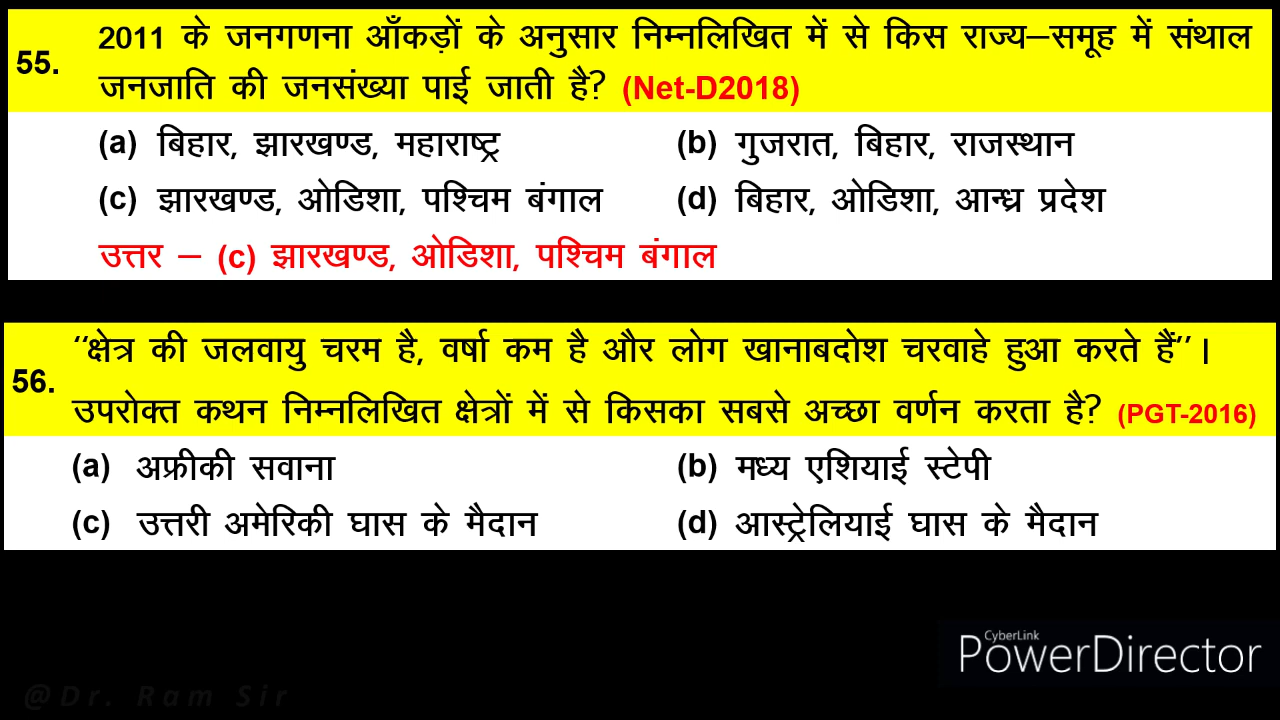 55.
2011 के जनगणना आँकड़ों के अनुसार निम्नलिखित में से किस राज्य–समूह में संथाल
जनजाति की जनसंख्या पाई जाती है? (Net-D2018)
(a) बिहार, झारखण्ड, महाराष्ट्र (b) गुजरात, बिहार, राजस्थान
(c) झारखण्ड, ओडिशा, पश्चिम बंगाल (d) बिहार, ओडिशा, आन्ध्र प्रदेश
उत्तर – (c) झारखण्ड, ओडिशा, पश्चिम बंगाल
56.
"क्षेत्र की जलवायु चरम है, वर्षा कम है और लोग खानाबदोश चरवाहे हुआ करते हैं"।
उपरोक्त कथन निम्नलिखित क्षेत्रों में से किसका सबसे अच्छा वर्णन करता है? (PGT-2016)
(a) अफ्रीकी सवाना (b) मध्य एशियाई स्टेपी
(c) उत्तरी अमेरिकी घास के मैदान (d) आस्ट्रेलियाई घास के मैदान
CyberLink
PowerDirector
@Dr. Ram Sir